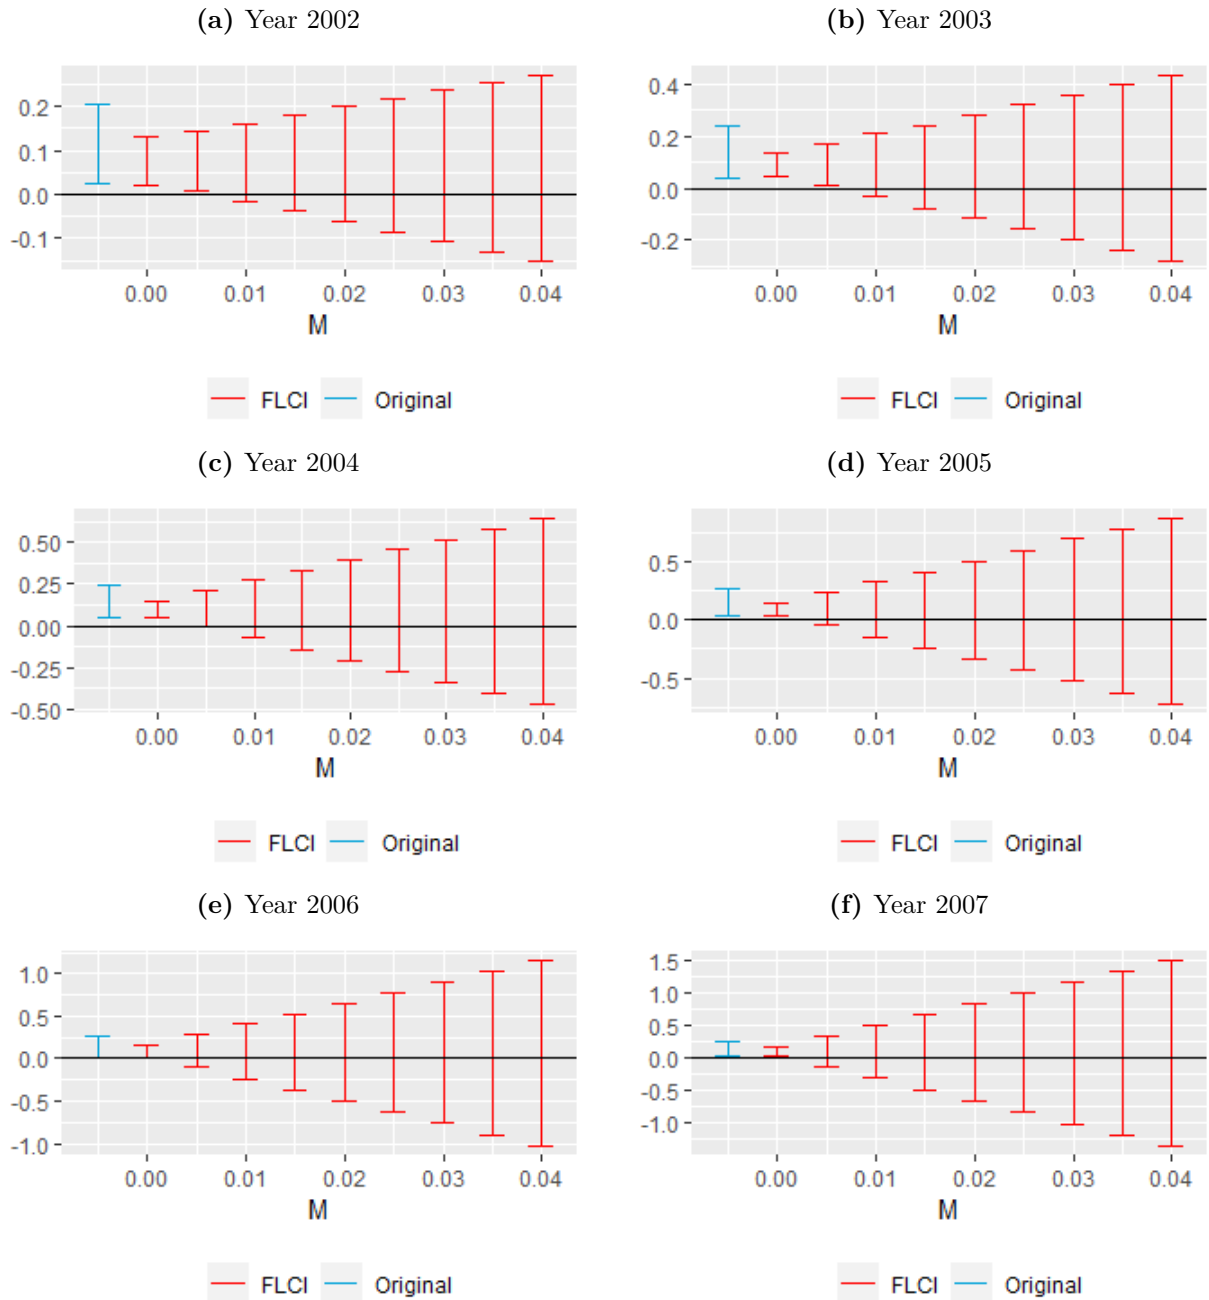 (a) Year 2002
0.2
0.1
0.0
-0.1
0.00 0.01 0.02 0.03 0.04
M
FLCI Original
(b) Year 2003
0.4
0.2
0.0
-0.2
0.00 0.01 0.02 0.03 0.04
M
FLCI Original
(c) Year 2004
0.50
0.25
0.00
-0.25
-0.50
0.00 0.01 0.02 0.03 0.04
M
FLCI Original
(d) Year 2005
0.5
0.0
-0.5
0.00 0.01 0.02 0.03 0.04
M
FLCI Original
(e) Year 2006
1.0
0.5
0.0
-0.5
-1.0
0.00 0.01 0.02 0.03 0.04
M
FLCI Original
(f) Year 2007
1.5
1.0
0.5
0.0
-0.5
-1.0
0.00 0.01 0.02 0.03 0.04
M
FLCI Original